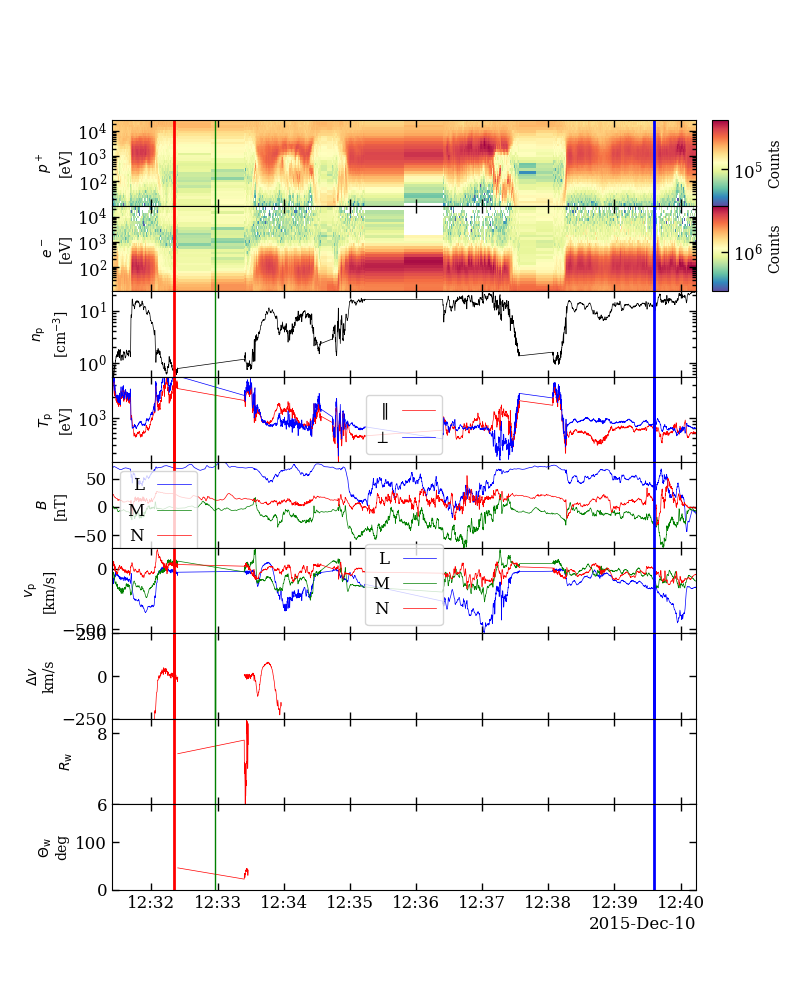 10⁴
10³
10²
p⁺
[eV]
10⁵
Counts
10⁴
10³
10²
e⁻
[eV]
10⁶
Counts
10¹
10⁰
nₚ
[cm⁻³]
10³
Tₚ
[eV]
∥
⊥
50
0
−50
B
[nT]
L
M
N
0
−500
vₚ
[km/s]
L
M
N
250
0
−250
Δv
km/s
8
6
R_w
100
0
Θ_w
deg
12:32 12:33 12:34 12:35 12:36 12:37 12:38 12:39 12:40
2015-Dec-10